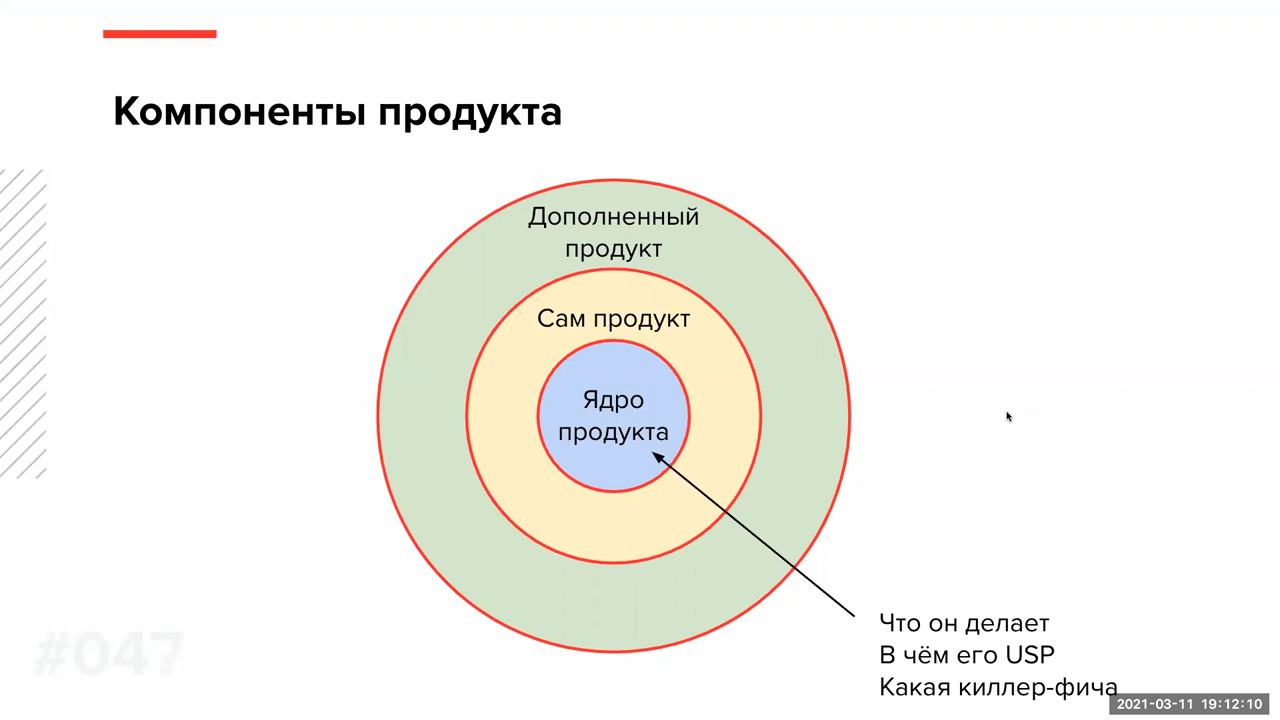 Компоненты продукта
Дополненный
продукт
Сам продукт
Ядро
продукта
Что он делает
В чём его USP
Какая киллер-фича
#047
2021-03-11 19:12:10